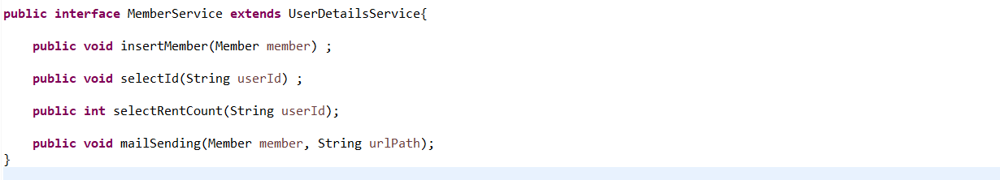 public interface MemberService extends UserDetailsService{
public void insertMember(Member member) ;
public void selectId(String userId) ;
public int selectRentCount(String userId);
public void mailSending(Member member, String urlPath);
}